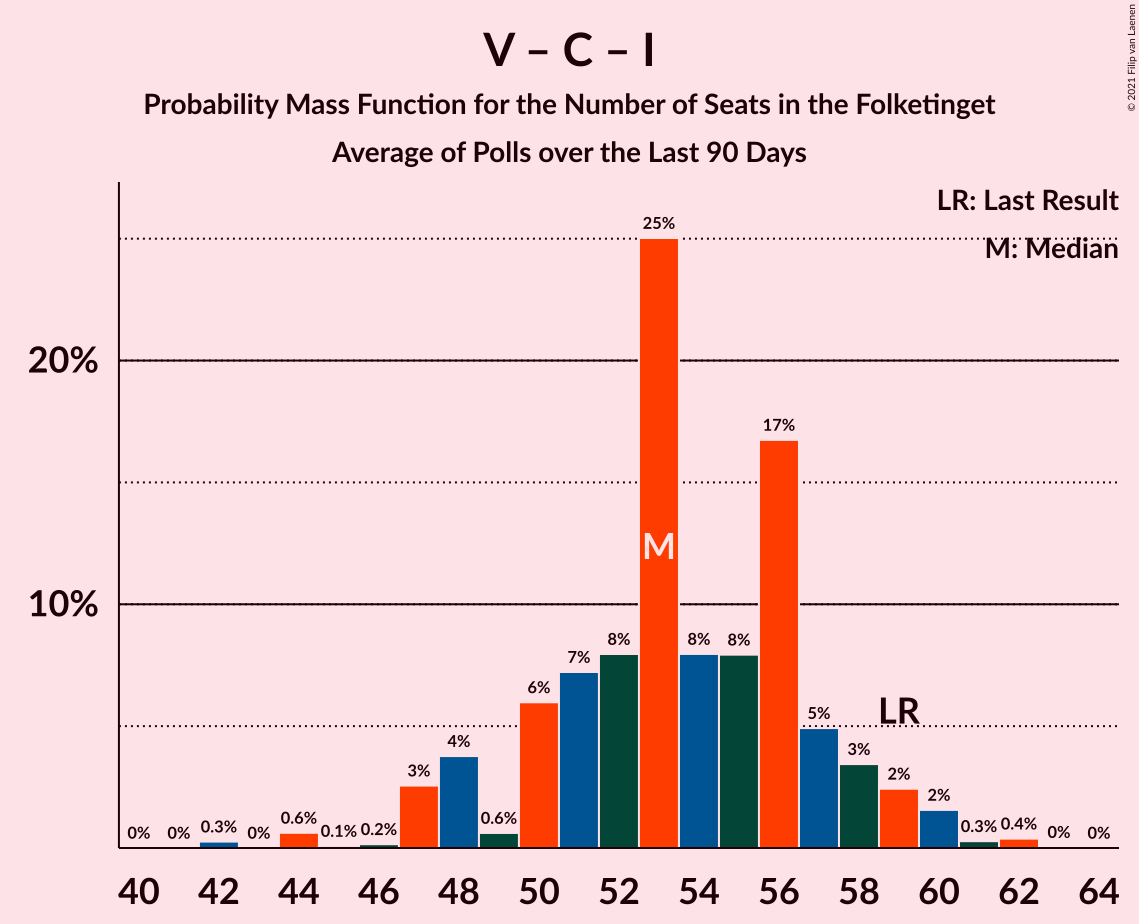 V – C – I
Probability Mass Function for the Number of Seats in the Folketinget
Average of Polls over the Last 90 Days
© 2021 Filip van Laenen
LR: Last Result
M: Median
20%
10%
0% 0% 0.3% 0% 0.6% 0.1% 0.2% 3% 4% 0.6% 6% 7% 8% 25% 8% 8% 17% 5% 3% 2% 2% 0.3% 0.4% 0% 0%
M
LR
40 42 44 46 48 50 52 54 56 58 60 62 64